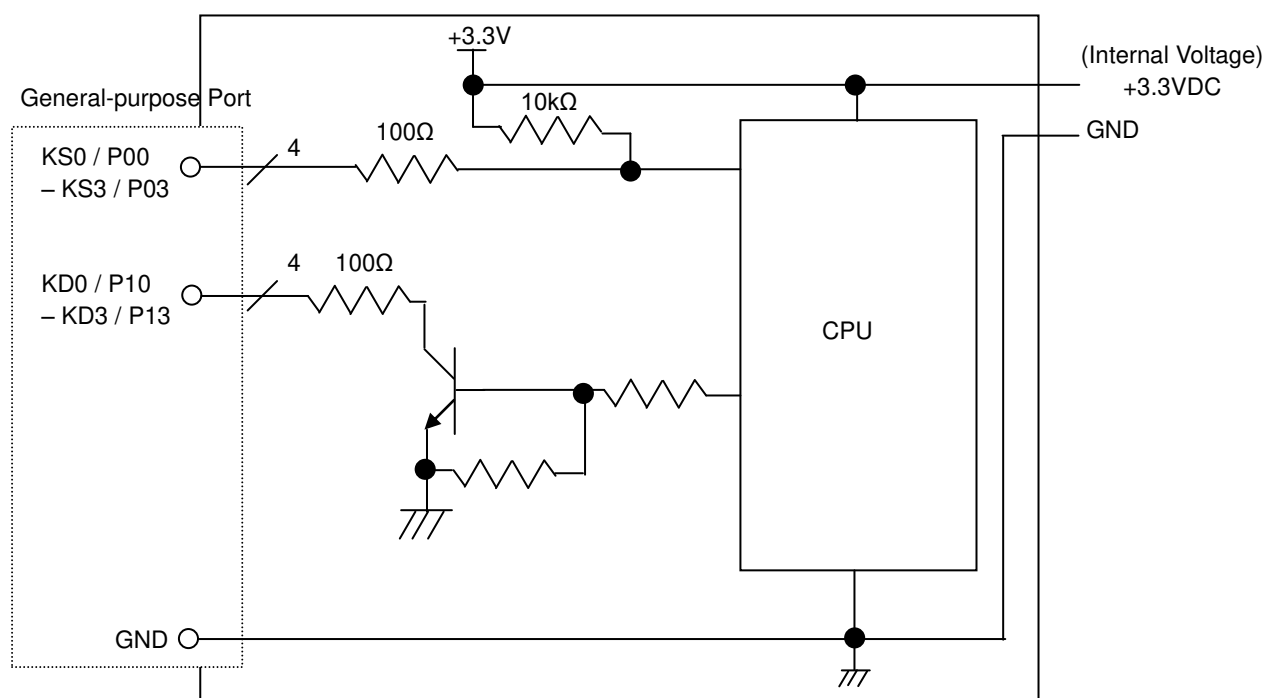 +3.3V
(Internal Voltage)
+3.3VDC
General-purpose Port
10kΩ
GND
100Ω
KS0 / P00
– KS3 / P03
4
KD0 / P10
– KD3 / P13
4
100Ω
CPU
GND